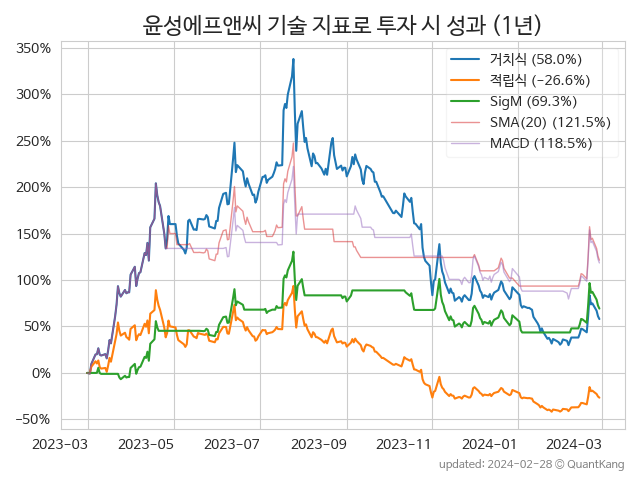 윤성에프앤씨 기술 지표로 투자 시 성과 (1년)
350%
300%
250%
200%
150%
100%
50%
0%
−50%
거치식 (58.0%)
적립식 (-26.6%)
SigM (69.3%)
SMA(20) (121.5%)
MACD (118.5%)
2023-03
2023-05
2023-07
2023-09
2023-11
2024-01
2024-03
updated: 2024-02-28 ⓒ QuantKang